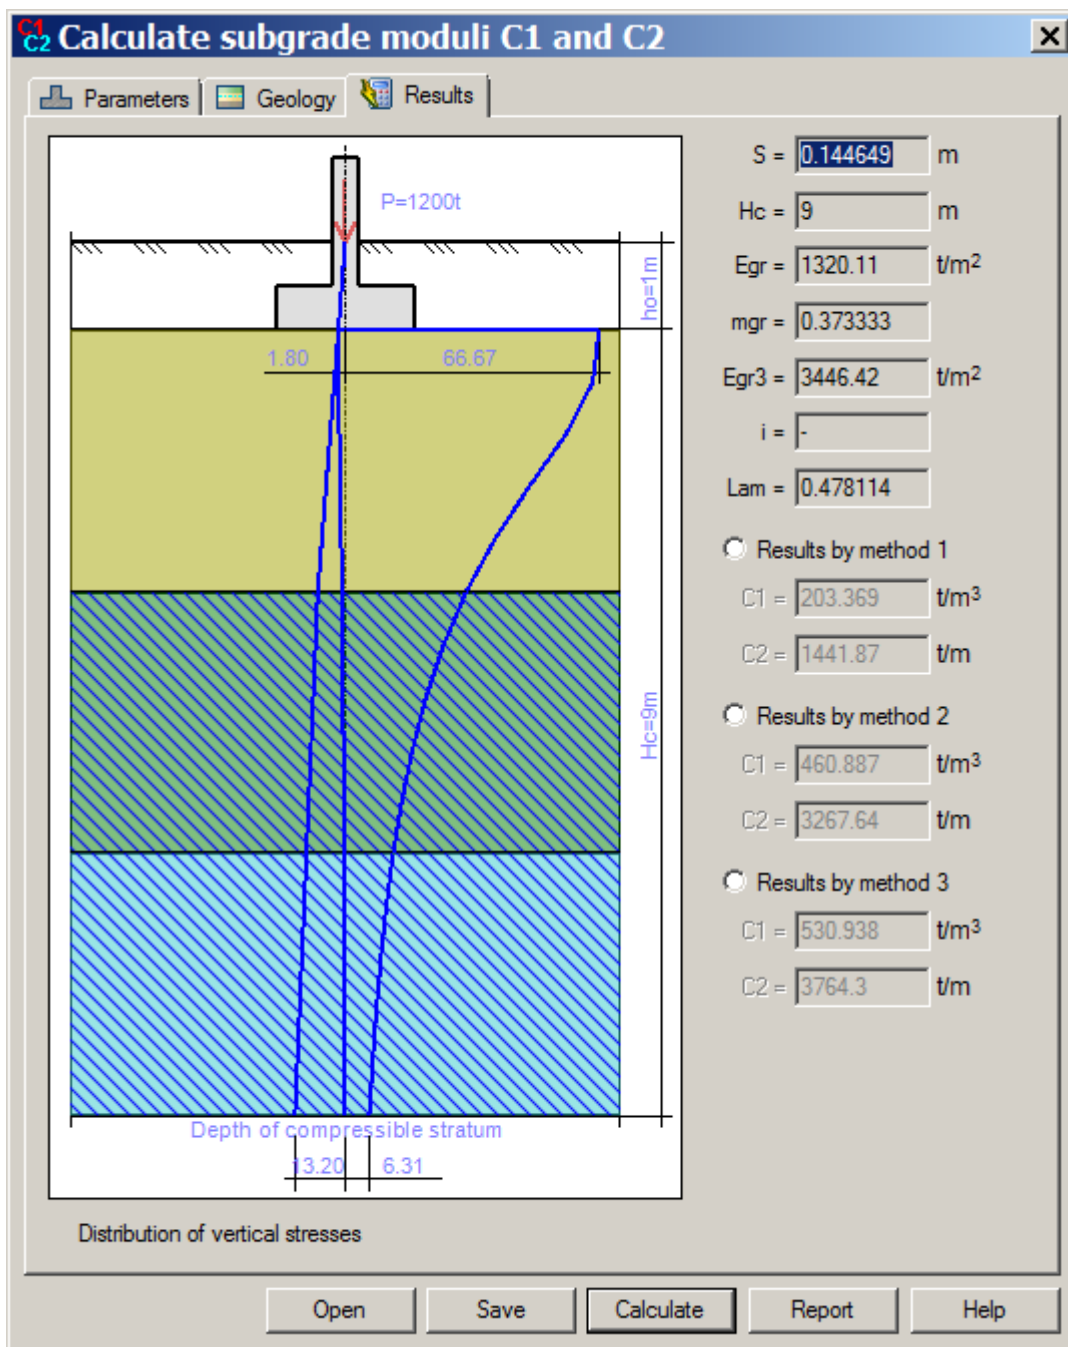 C1
C2 Calculate subgrade moduli C1 and C2
Parameters Geology Results
P=1200t
ho=1m
1.80 66.67
Hc=9m
Depth of compressible stratum
13.20 6.31
Distribution of vertical stresses
S = 0.144649 m
Hc = 9 m
Egr = 1320.11 t/m²
mgr = 0.373333
Egr3 = 3446.42 t/m²
i = -
Lam = 0.478114
Results by method 1
C1 = 203.369 t/m³
C2 = 1441.87 t/m
Results by method 2
C1 = 460.887 t/m³
C2 = 3267.64 t/m
Results by method 3
C1 = 530.938 t/m³
C2 = 3764.3 t/m
Open Save Calculate Report Help